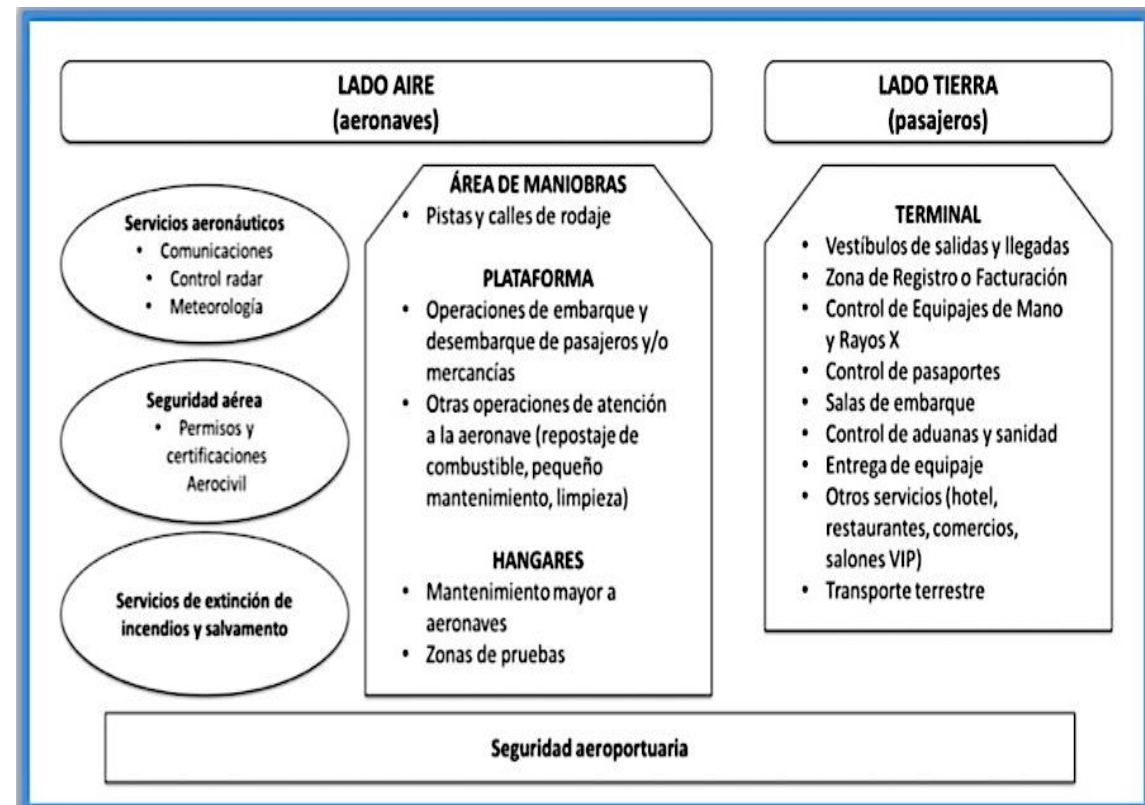 LADO AIRE
(aeronaves)
LADO TIERRA
(pasajeros)
Servicios aeronáuticos
• Comunicaciones
• Control radar
• Meteorología
Seguridad aérea
• Permisos y
certificaciones
Aerocivil
Servicios de extinción de
incendios y salvamento
ÁREA DE MANIOBRAS
• Pistas y calles de rodaje
PLATAFORMA
• Operaciones de embarque y
desembarque de pasajeros y/o
mercancías
• Otras operaciones de atención
a la aeronave (repostaje de
combustible, pequeño
mantenimiento, limpieza)
HANGARES
• Mantenimiento mayor a
aeronaves
• Zonas de pruebas
TERMINAL
• Vestíbulos de salidas y llegadas
• Zona de Registro o Facturación
• Control de Equipajes de Mano
y Rayos X
• Control de pasaportes
• Salas de embarque
• Control de aduanas y sanidad
• Entrega de equipaje
• Otros servicios (hotel,
restaurantes, comercios,
salones VIP)
• Transporte terrestre
Seguridad aeroportuaria